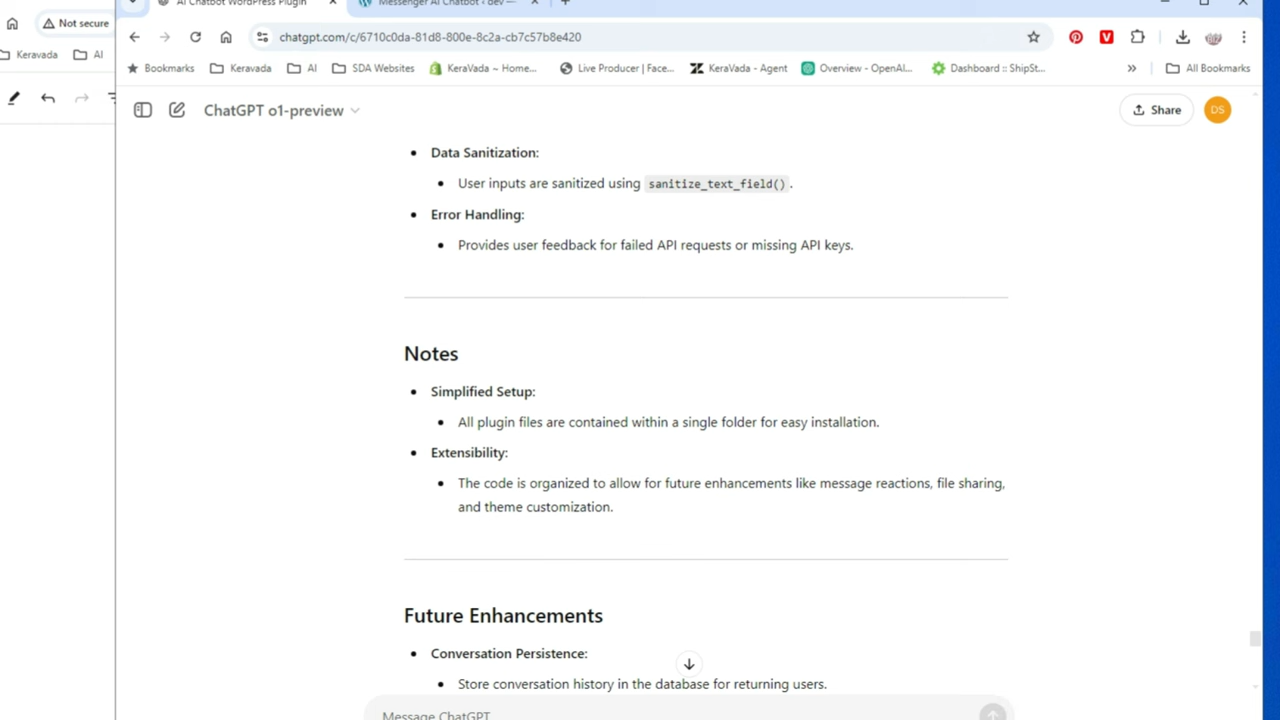 AI Chatbot WordPress Plugin
Messenger AI Chatbot ‹ dev —
Not secure
chatgpt.com/c/6710c0da-81d8-800e-8c2a-cb7c57b8e420
Keravada
AI
Bookmarks
Keravada
AI
SDA Websites
KeraVada ~ Home...
Live Producer | Face...
KeraVada - Agent
Overview - OpenAI...
Dashboard :: ShipSt...
»
All Bookmarks
ChatGPT o1-preview
Share
DS
• Data Sanitization:
• User inputs are sanitized using sanitize_text_field().
• Error Handling:
• Provides user feedback for failed API requests or missing API keys.
Notes
• Simplified Setup:
• All plugin files are contained within a single folder for easy installation.
• Extensibility:
• The code is organized to allow for future enhancements like message reactions, file sharing,
and theme customization.
Future Enhancements
• Conversation Persistence:
• Store conversation history in the database for returning users.
Message ChatGPT